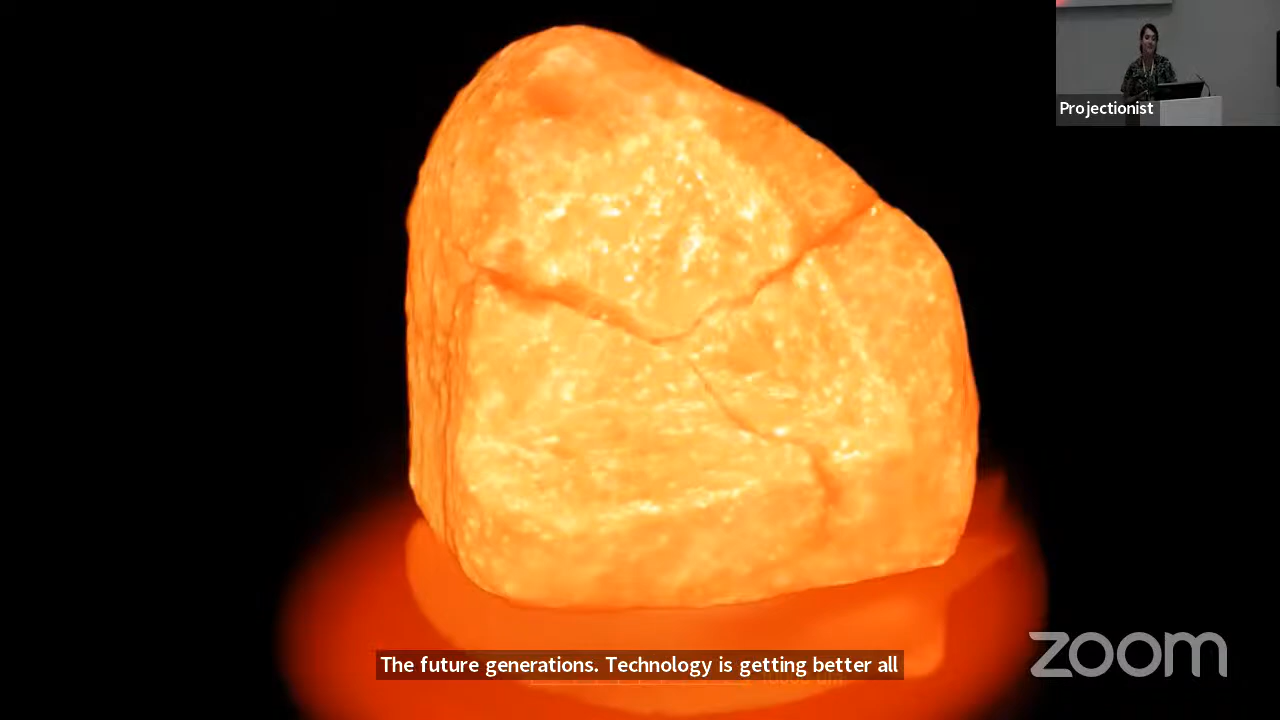 Projectionist
zoom
The future generations. Technology is getting better all